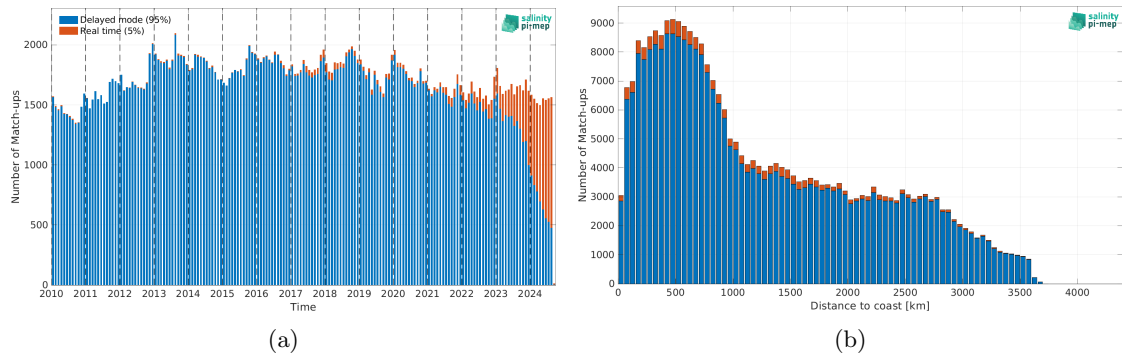 Delayed mode (95%)
Real time (5%)
salinity
pi-mep
2000
1500
1000
500
0
Number of Match-ups
2010 2011 2012 2013 2014 2015 2016 2017 2018 2019 2020 2021 2022 2023 2024
Time
(a)
salinity
pi-mep
9000
8000
7000
6000
5000
4000
3000
2000
1000
0
Number of Match-ups
0 500 1000 1500 2000 2500 3000 3500 4000
Distance to coast [km]
(b)